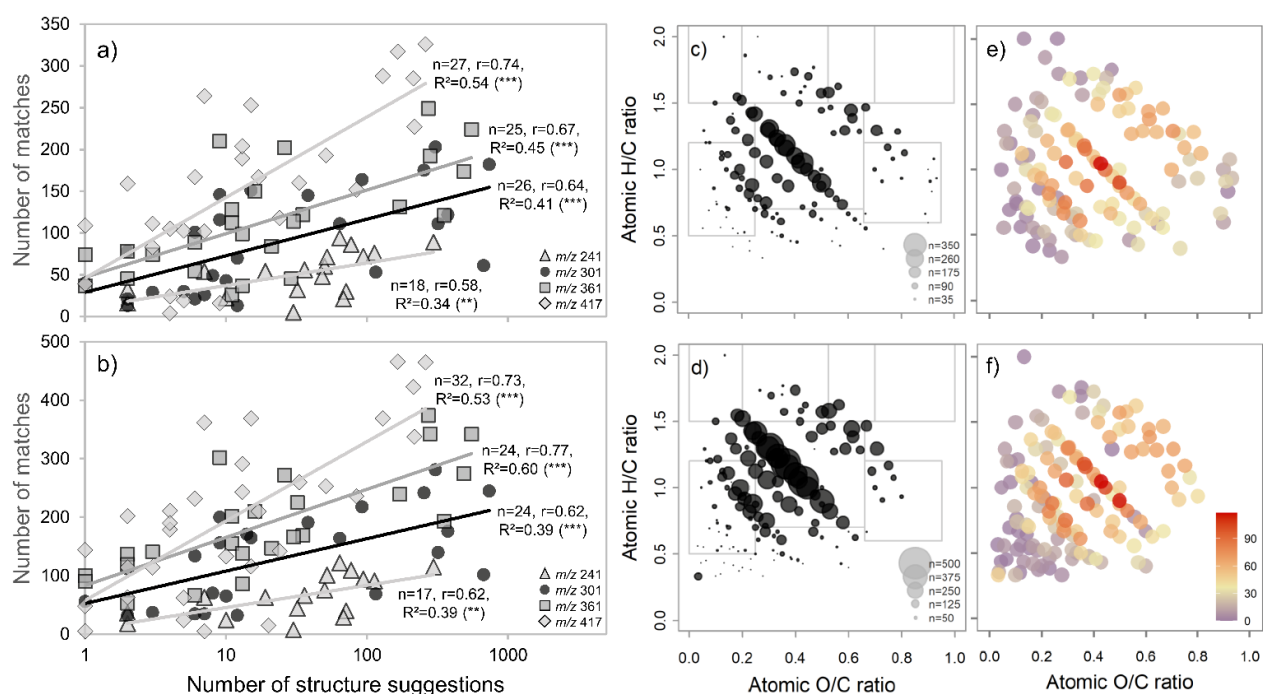 a)
Number of matches
350
300
250
200
150
100
50
0
n=27, r=0.74,
R²=0.54 (***)
n=25, r=0.67,
R²=0.45 (***)
n=26, r=0.64,
R²=0.41 (***)
n=18, r=0.58,
R²=0.34 (**)
m/z 241
m/z 301
m/z 361
m/z 417
b)
Number of matches
500
400
300
200
100
0
n=32, r=0.73,
R²=0.53 (***)
n=24, r=0.77,
R²=0.60 (***)
n=24, r=0.62,
R²=0.39 (***)
n=17, r=0.62,
R²=0.39 (**)
m/z 241
m/z 301
m/z 361
m/z 417
1 10 100 1000
Number of structure suggestions
c)
Atomic H/C ratio
2.0
1.5
1.0
0.5
0.0
n=350
n=260
n=175
n=90
n=35
d)
Atomic H/C ratio
2.0
1.5
1.0
0.5
0.0
n=500
n=375
n=250
n=125
n=50
0.0 0.2 0.4 0.6 0.8 1.0
Atomic O/C ratio
e)
f)
90
60
30
0
0.0 0.2 0.4 0.6 0.8 1.0
Atomic O/C ratio